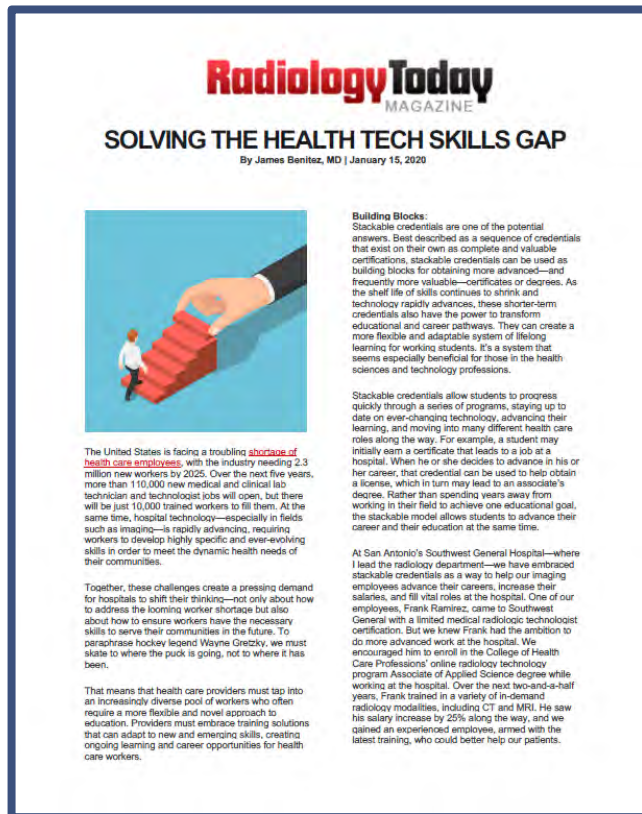 RadiologyToday
MAGAZINE
SOLVING THE HEALTH TECH SKILLS GAP
By James Benitez, MD | January 15, 2020
The United States is facing a troubling shortage of
health care employees, with the industry needing 2.3
million new workers by 2025. Over the next five years,
more than 110,000 new medical and clinical lab
technician and technologist jobs will open, but there
will be just 10,000 trained workers to fill them. At the
same time, hospital technology—especially in fields
such as imaging—is rapidly advancing, requiring
workers to develop highly specific and ever-evolving
skills in order to meet the dynamic health needs of
their communities.
Together, these challenges create a pressing demand
for hospitals to shift their thinking—not only about how
to address the looming worker shortage but also
about how to ensure workers have the necessary
skills to serve their communities in the future. To
paraphrase hockey legend Wayne Gretzky, we must
skate to where the puck is going, not to where it has
been.
That means that health care providers must tap into
an increasingly diverse pool of workers who often
require a more flexible and novel approach to
education. Providers must embrace training solutions
that can adapt to new and emerging skills, creating
ongoing learning and career opportunities for health
care workers.
Building Blocks:
Stackable credentials are one of the potential
answers. Best described as a sequence of credentials
that exist on their own as complete and valuable
certifications, stackable credentials can be used as
building blocks for obtaining more advanced—and
frequently more valuable—certificates or degrees. As
the shelf life of skills continues to shrink and
technology rapidly advances, these shorter-term
credentials also have the power to transform
educational and career pathways. They can create a
more flexible and adaptable system of lifelong
learning for working students. It's a system that
seems especially beneficial for those in the health
sciences and technology professions.
Stackable credentials allow students to progress
quickly through a series of programs, staying up to
date on ever-changing technology, advancing their
learning, and moving into many different health care
roles along the way. For example, a student may
initially earn a certificate that leads to a job at a
hospital. When he or she decides to advance in his or
her career, that credential can be used to help obtain
a license, which in turn may lead to an associate's
degree. Rather than spending years away from
working in their field to achieve one educational goal,
the stackable model allows students to advance their
career and their education at the same time.
At San Antonio's Southwest General Hospital—where
I lead the radiology department—we have embraced
stackable credentials as a way to help our imaging
employees advance their careers, increase their
salaries, and fill vital roles at the hospital. One of our
employees, Frank Ramirez, came to Southwest
General with a limited medical radiologic technologist
certification. But we knew Frank had the ambition to
do more advanced work at the hospital. We
encouraged him to enroll in the College of Health
Care Professions' online radiology technology
program Associate of Applied Science degree while
working at the hospital. Over the next two-and-a-half
years, Frank trained in a variety of in-demand
radiology modalities, including CT and MRI. He saw
his salary increase by 25% along the way, and we
gained an experienced employee, armed with the
latest training, who could better help our patients.